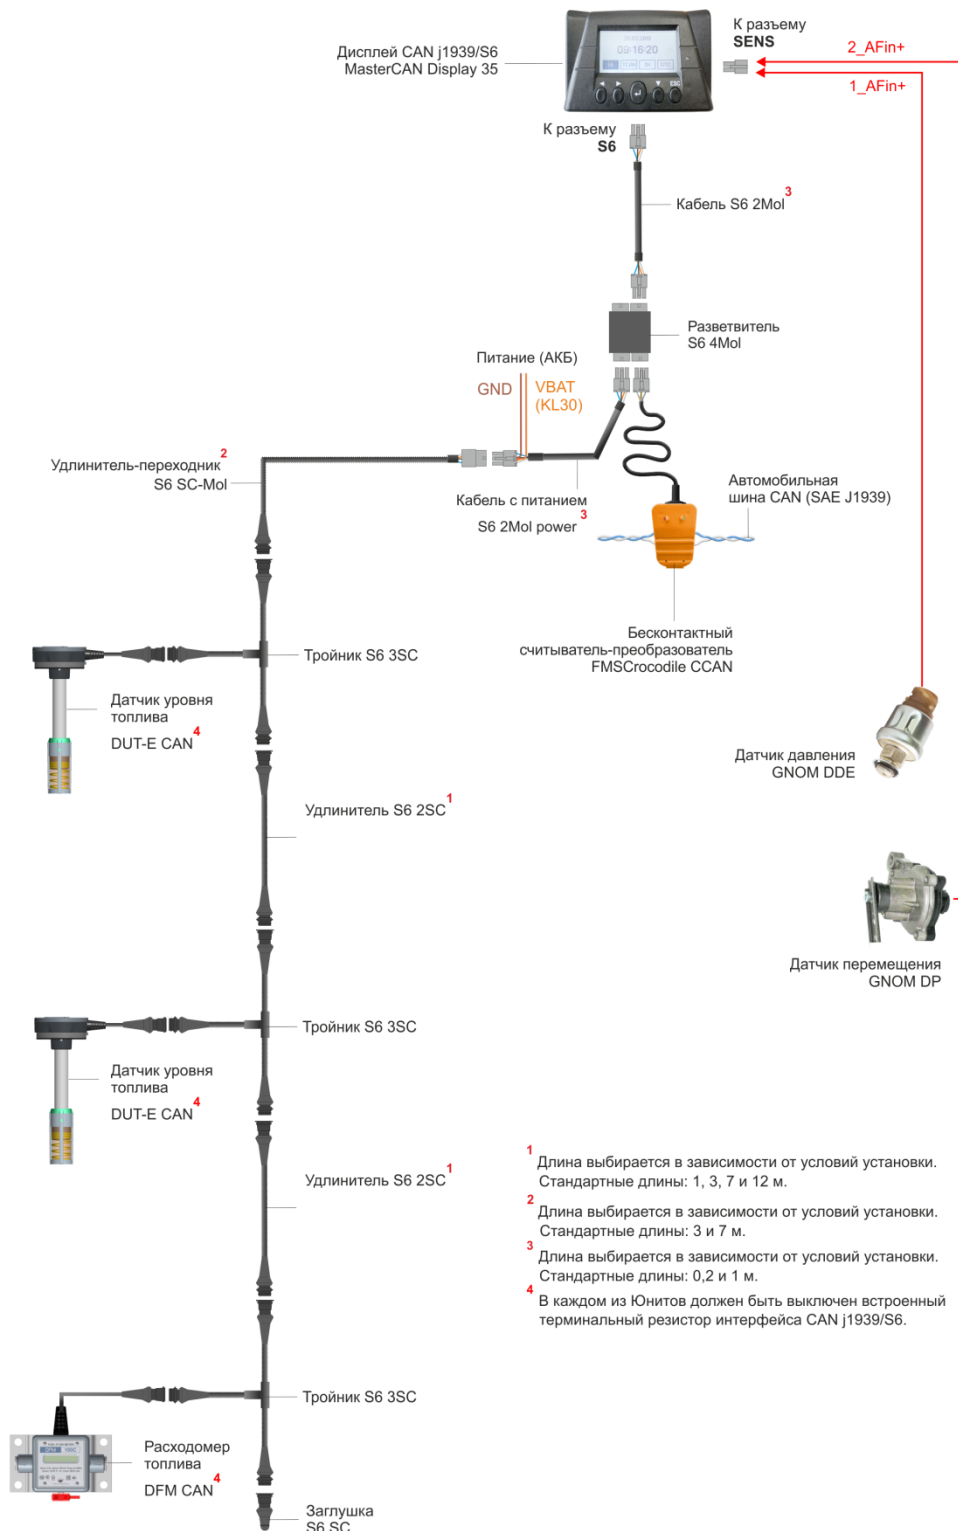 К разъему
SENS
Дисплей CAN j1939/S6
MasterCAN Display 35
09:16:20
ESC
2_AFin+
1_AFin+
К разъему
S6
Кабель S6 2Mol 3
Разветвитель
S6 4Mol
Питание (АКБ)
GND
VBAT
(KL30)
Удлинитель-переходник 2
S6 SC-Mol
Кабель с питанием
S6 2Mol power 3
Автомобильная
шина CAN (SAE J1939)
Бесконтактный
считыватель-преобразователь
FMSCrocodile CCAN
Тройник S6 3SC
Датчик уровня
топлива
DUT-E CAN 4
Датчик давления
GNOM DDE
Удлинитель S6 2SC 1
Датчик перемещения
GNOM DP
Тройник S6 3SC
Датчик уровня
топлива
DUT-E CAN 4
Удлинитель S6 2SC 1
1 Длина выбирается в зависимости от условий установки.
Стандартные длины: 1, 3, 7 и 12 м.
2 Длина выбирается в зависимости от условий установки.
Стандартные длины: 3 и 7 м.
3 Длина выбирается в зависимости от условий установки.
Стандартные длины: 0,2 и 1 м.
4 В каждом из Юнитов должен быть выключен встроенный
терминальный резистор интерфейса CAN j1939/S6.
Тройник S6 3SC
Расходомер
топлива
DFM CAN 4
DFM
Заглушка
S6 SC